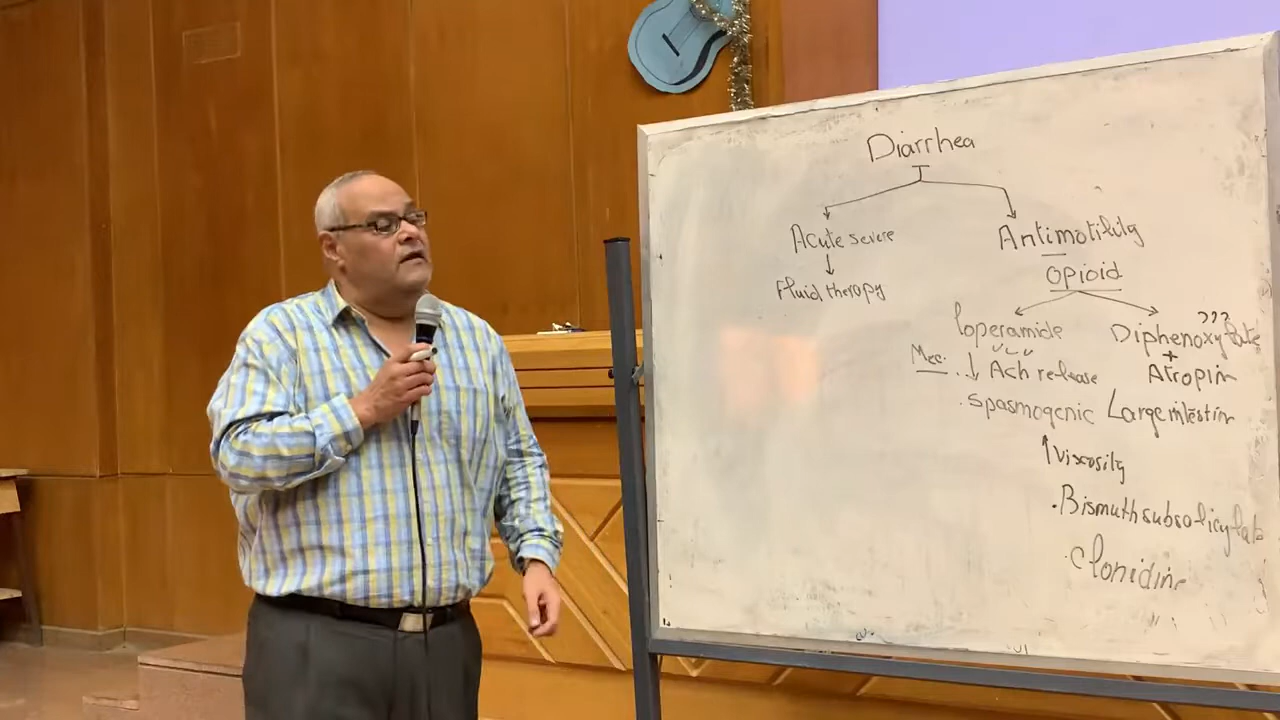 Diarrhea
Acute severe
Antimotility
Fluid therapy
Opioid
loperamide
???
Diphenoxylate
+
Atropin
Mec. . ↓ Ach release
. Spasmogenic Large intestin
↑ Viscosity
. Bismuth subsalicylate
. Clonidine